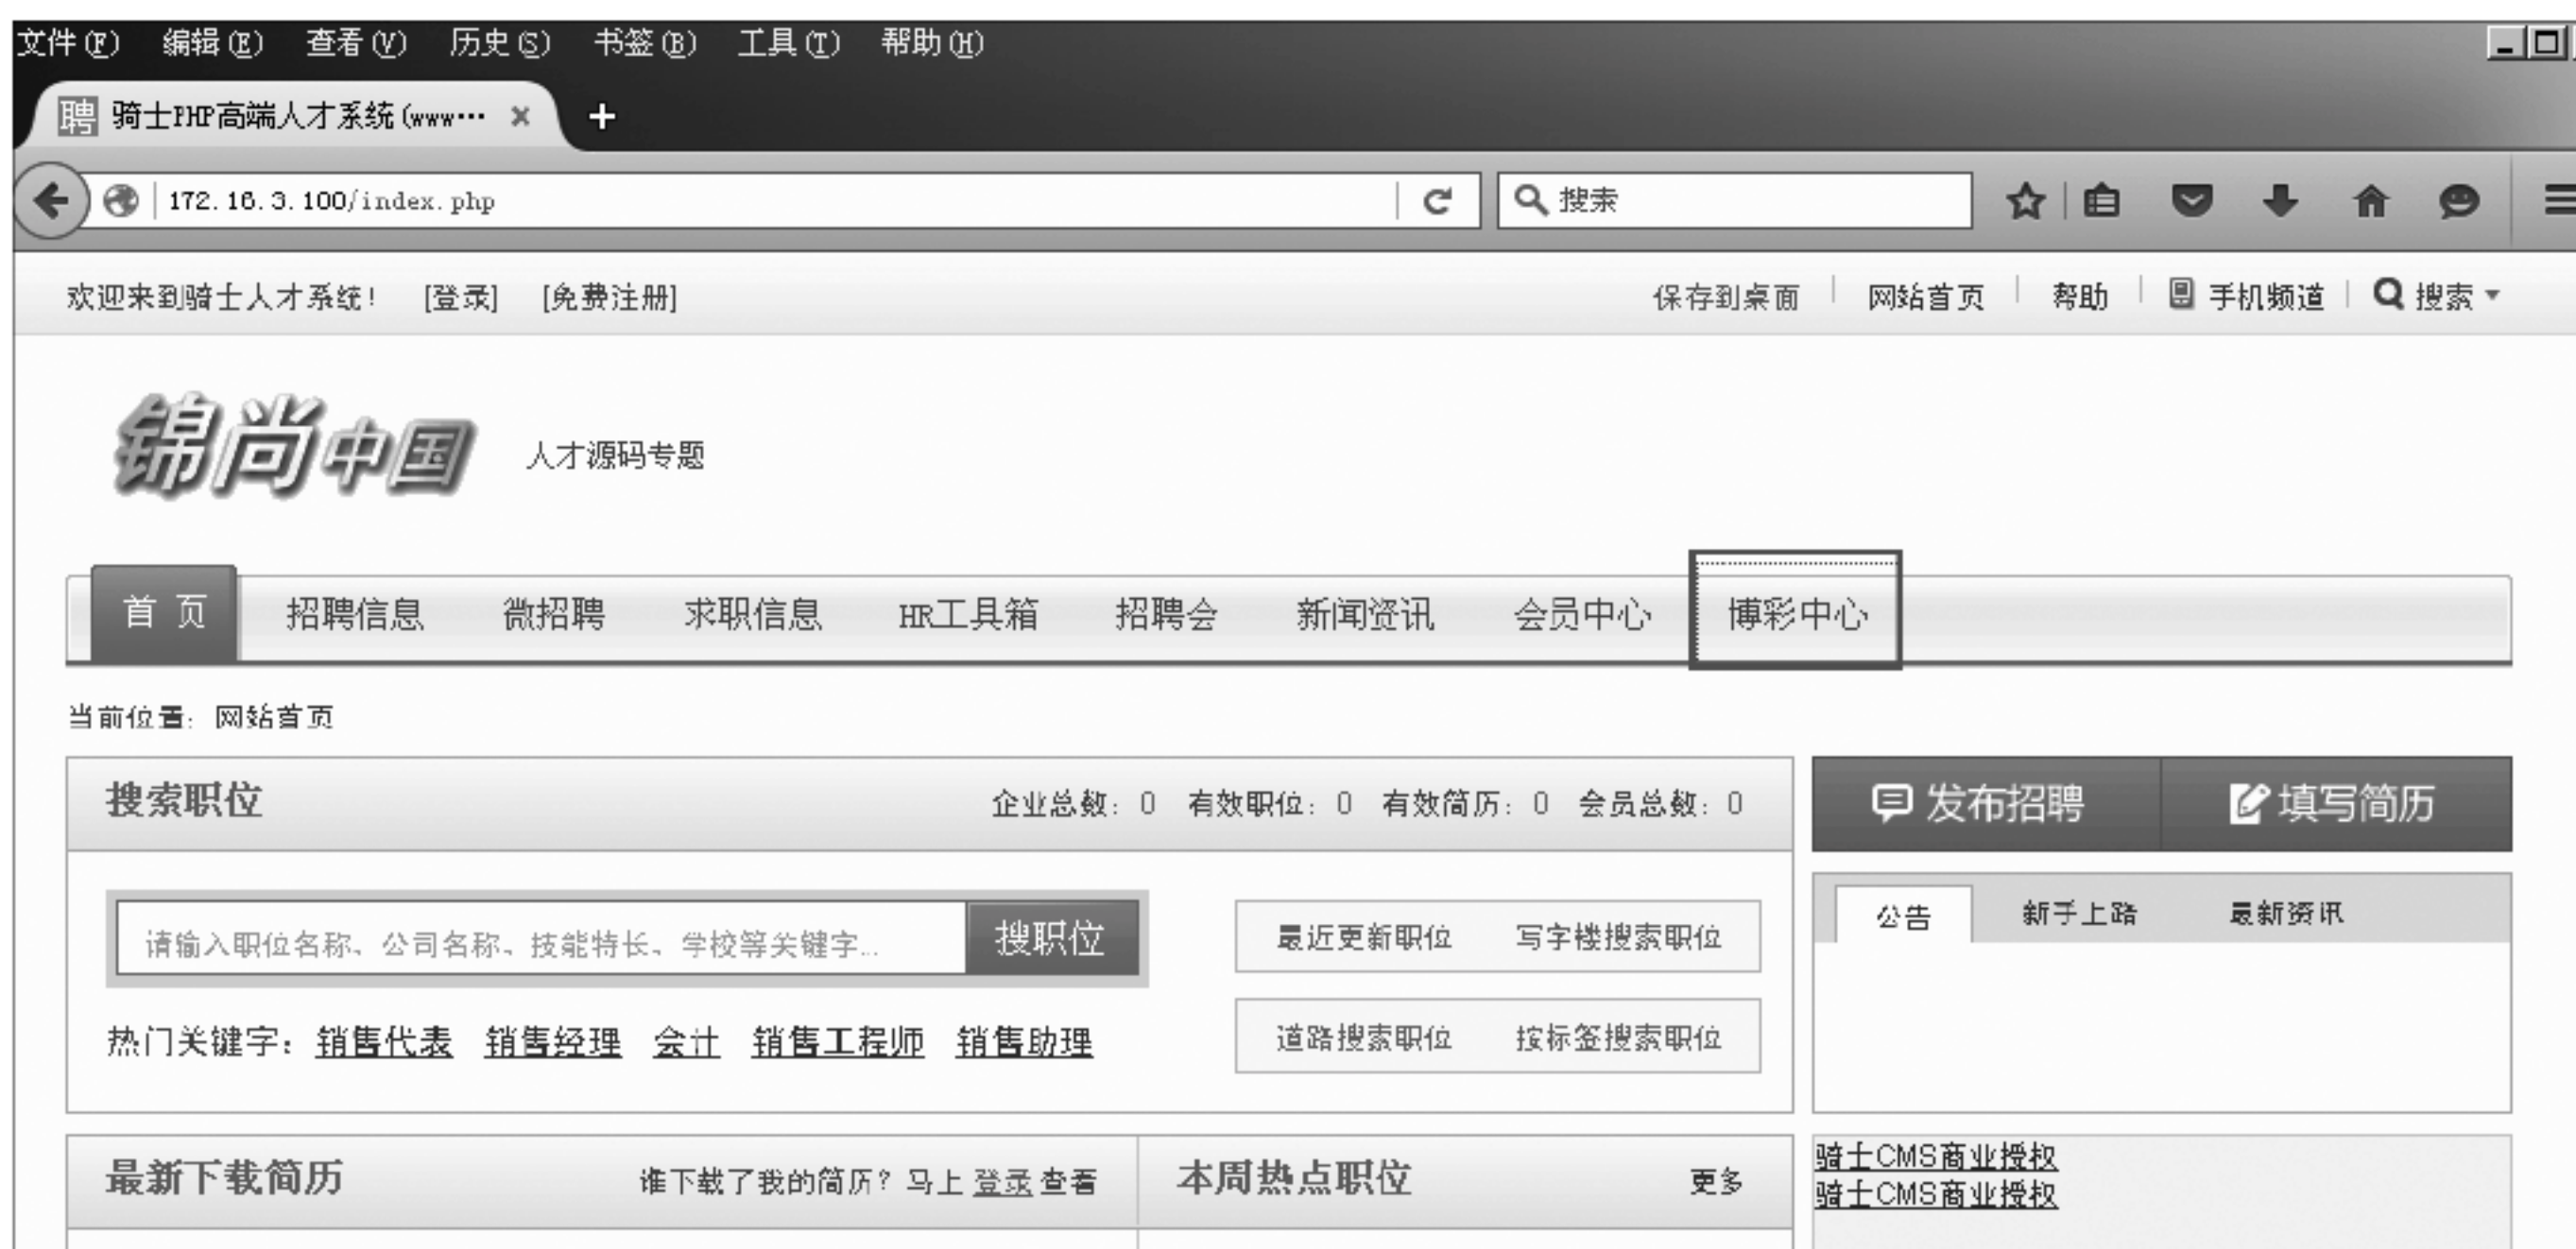 文件(F) 编辑(E) 查看(V) 历史(S) 书签(B) 工具(T) 帮助(H)
聘 骑士PHP高端人才系统(www…
172.16.3.100/index.php 搜索
欢迎来到骑士人才系统! [登录] [免费注册] 保存到桌面 网站首页 帮助 手机频道 搜索
锦尚中国 人才源码专题
首页 招聘信息 微招聘 求职信息 HR工具箱 招聘会 新闻资讯 会员中心 博彩中心
当前位置: 网站首页
搜索职位 企业总数: 0 有效职位: 0 有效简历: 0 会员总数: 0 发布招聘 填写简历
公告 新手上路 最新资讯
请输入职位名称、公司名称、技能特长、学校等关键字... 搜职位 最近更新职位 写字楼搜索职位
热门关键字: 销售代表 销售经理 会计 销售工程师 销售助理 道路搜索职位 按标签搜索职位
最新下载简历 谁下载了我的简历? 马上 登录 查看 本周热点职位 更多
骑士CMS商业授权
骑士CMS商业授权